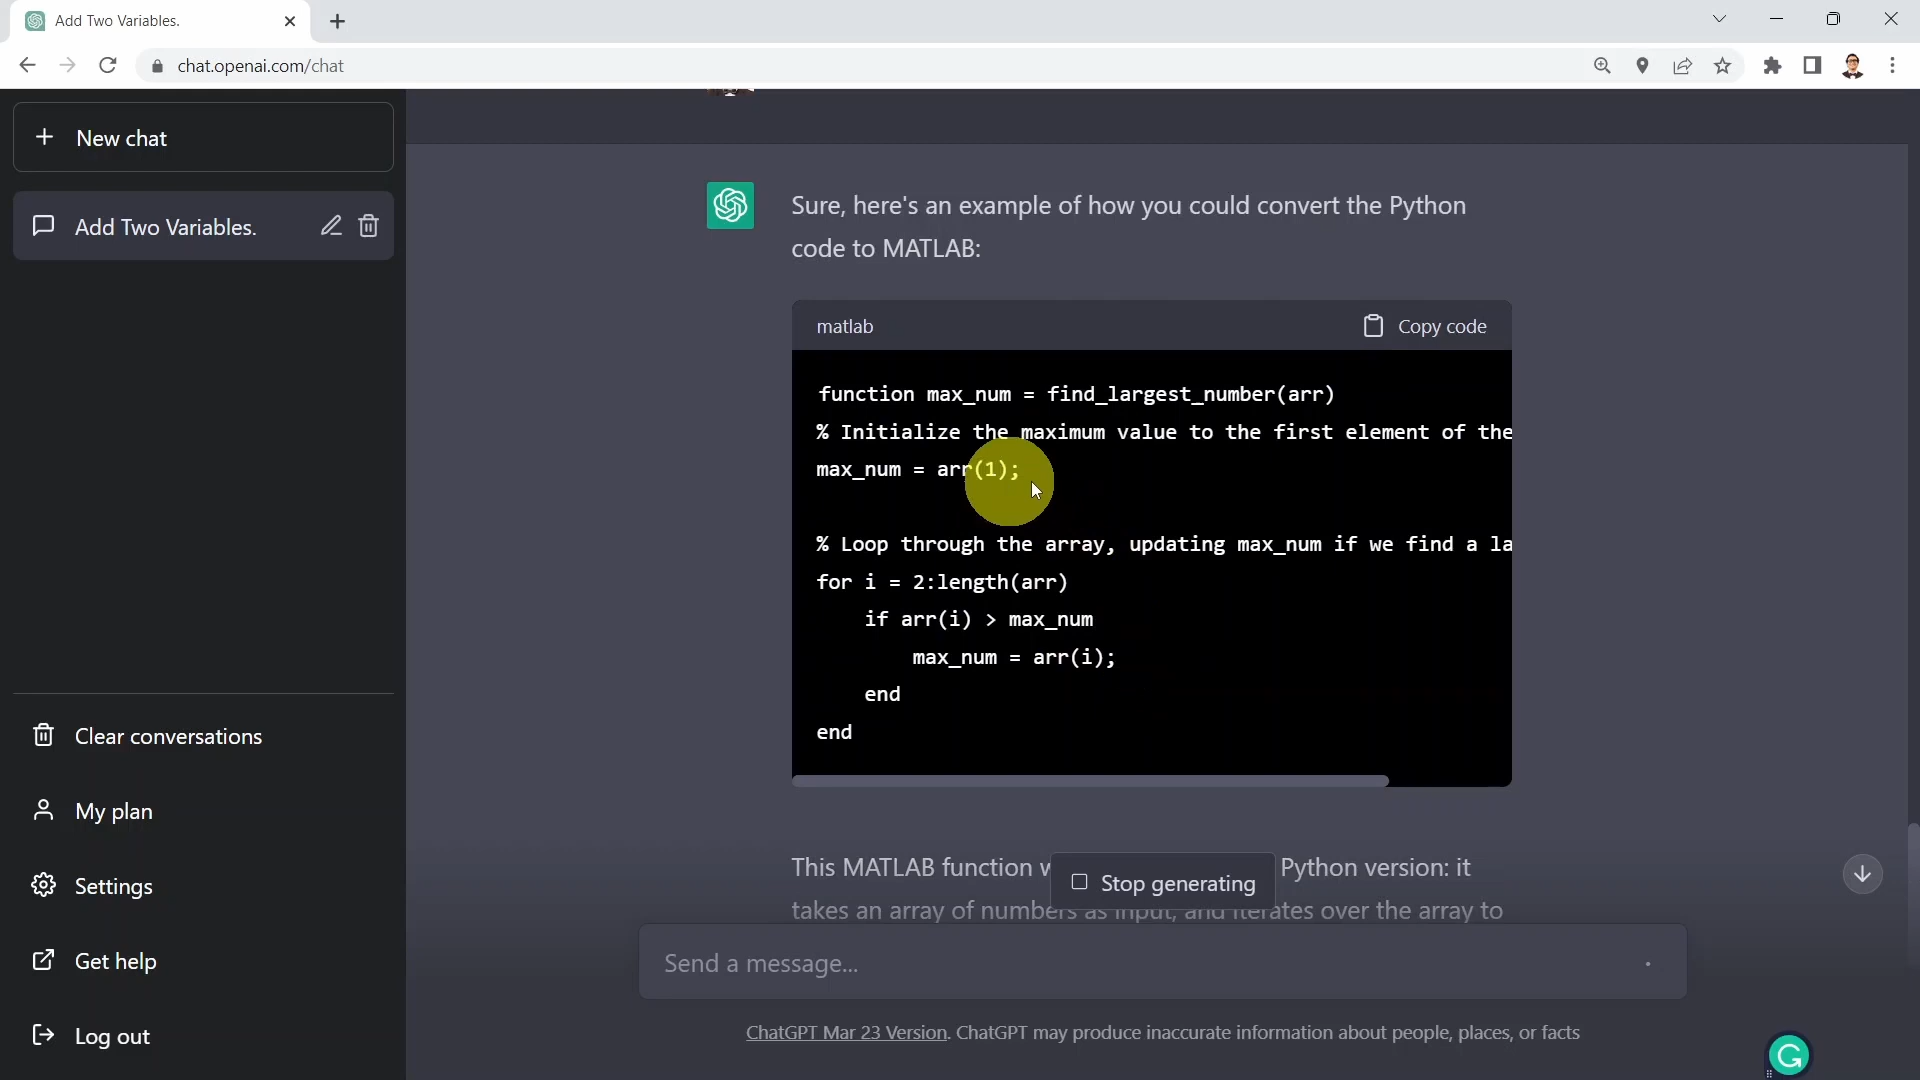 Add Two Variables.
chat.openai.com/chat
New chat
Add Two Variables.
Clear conversations
My plan
Settings
Get help
Log out
Sure, here's an example of how you could convert the Python
code to MATLAB:
matlab
Copy code
function max_num = find_largest_number(arr)
% Initialize the maximum value to the first element of the
max_num = arr(1);
% Loop through the array, updating max_num if we find a la
for i = 2:length(arr)
if arr(i) > max_num
max_num = arr(i);
end
end
This MATLAB function w Python version: it
Stop generating
takes an array of numbers as input, and iterates over the array to
Send a message...
ChatGPT Mar 23 Version. ChatGPT may produce inaccurate information about people, places, or facts